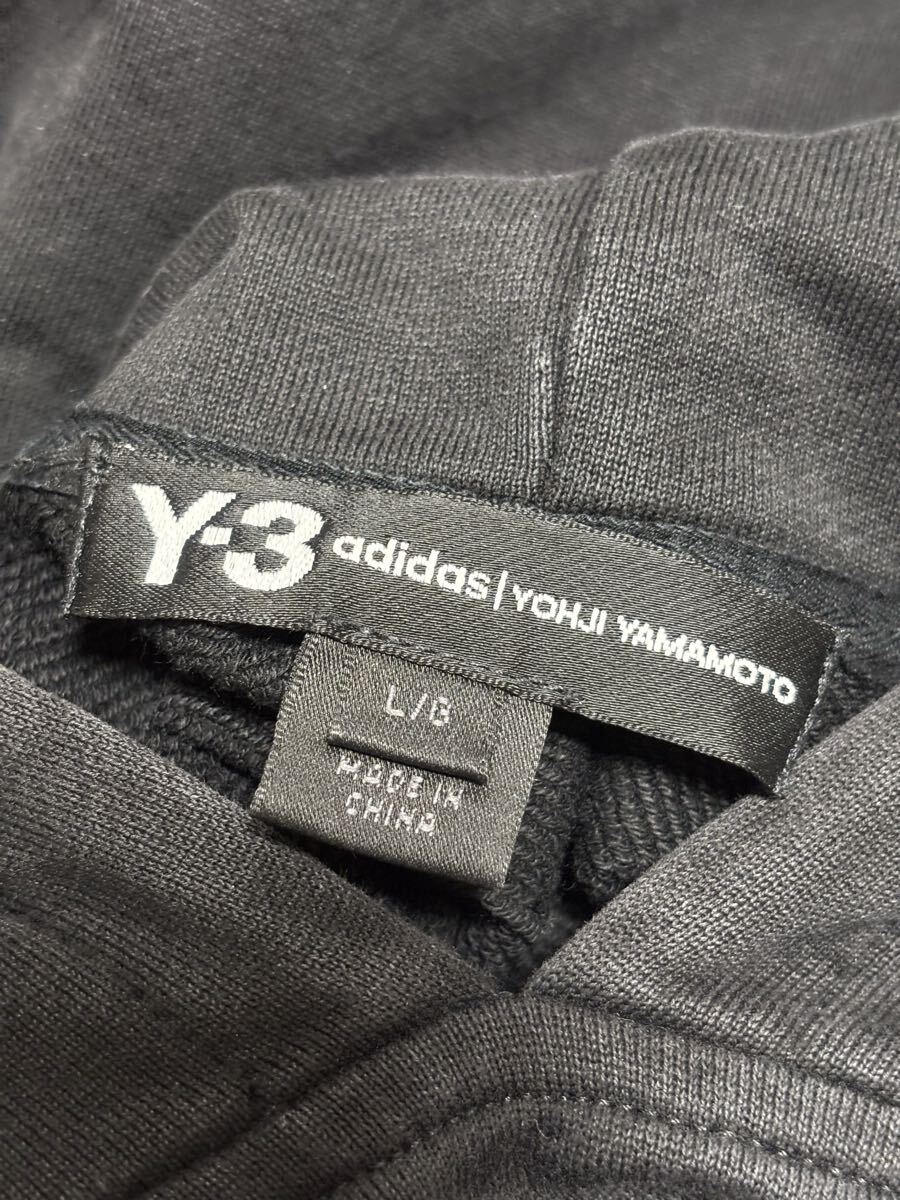 Y-3 adidas | YOHJI YAMAMOTO
L/G
MADE IN
CHINA